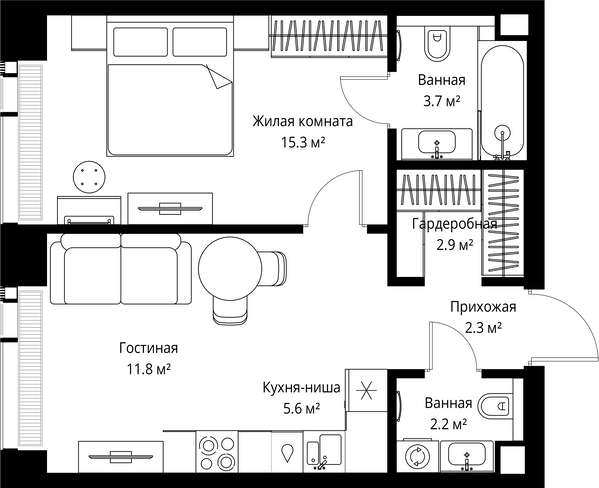 Ванная
3.7 м²
Жилая комната
15.3 м²
Гардеробная
2.9 м²
Прихожая
2.3 м²
Гостиная
11.8 м²
Кухня-ниша
5.6 м²
Ванная
2.2 м²